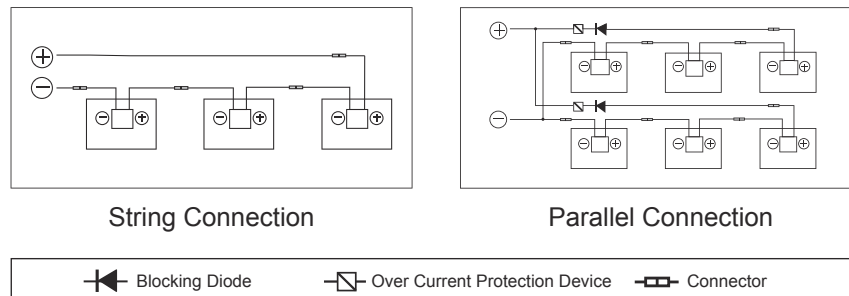 String Connection
Parallel Connection
Blocking Diode
Over Current Protection Device
Connector